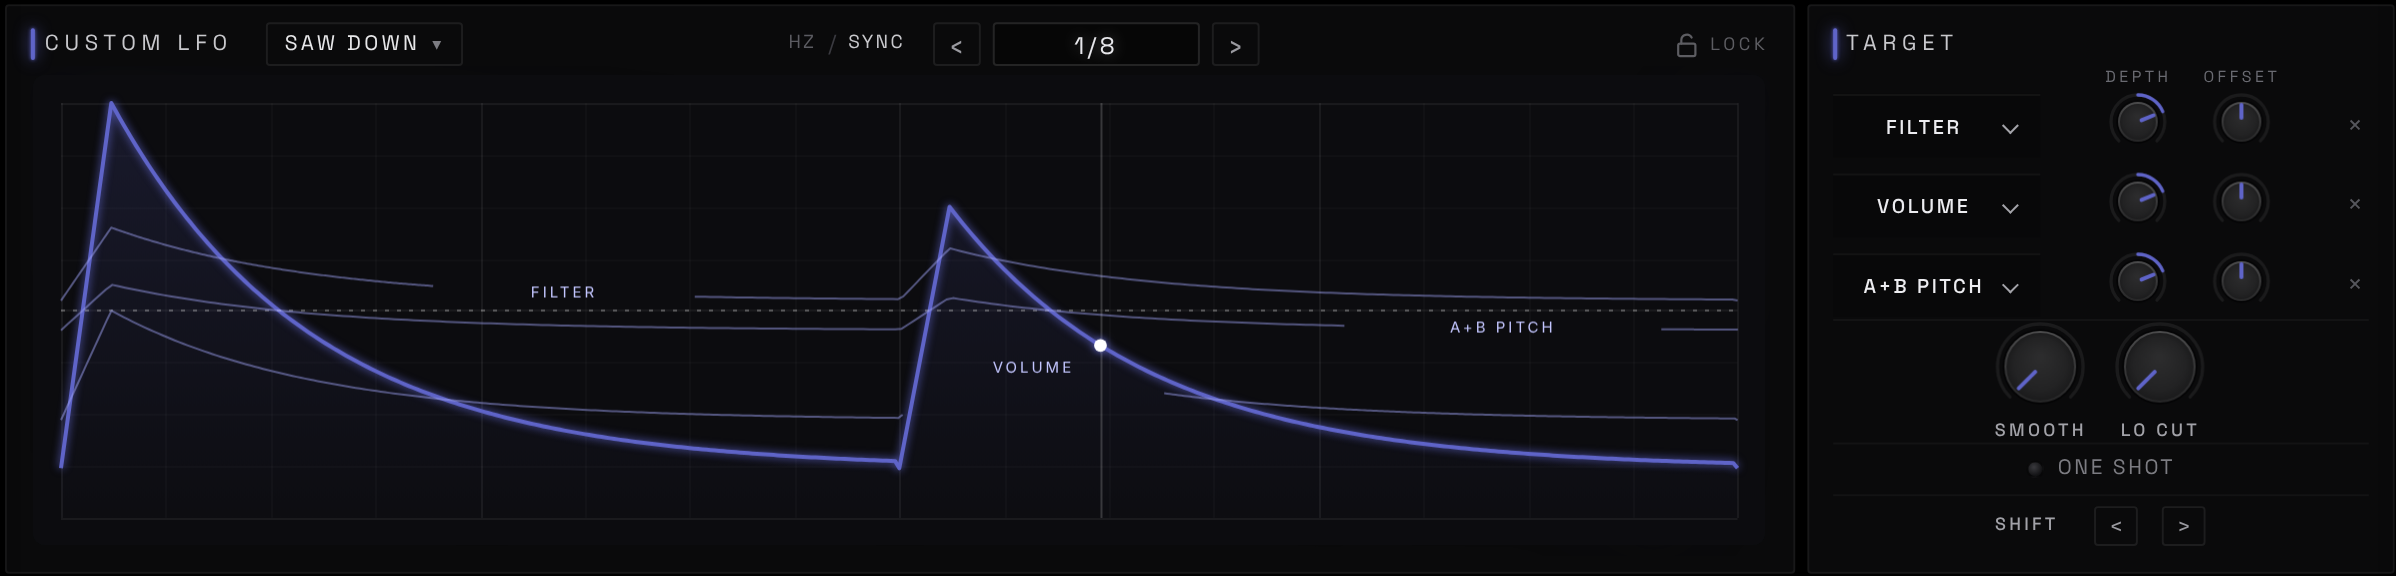 CUSTOM LFO
SAW DOWN ▾
HZ / SYNC
< 1/8 >
LOCK
FILTER
A+B PITCH
VOLUME
TARGET
DEPTH OFFSET
FILTER ×
VOLUME ×
A+B PITCH ×
SMOOTH LO CUT
ONE SHOT
SHIFT < >